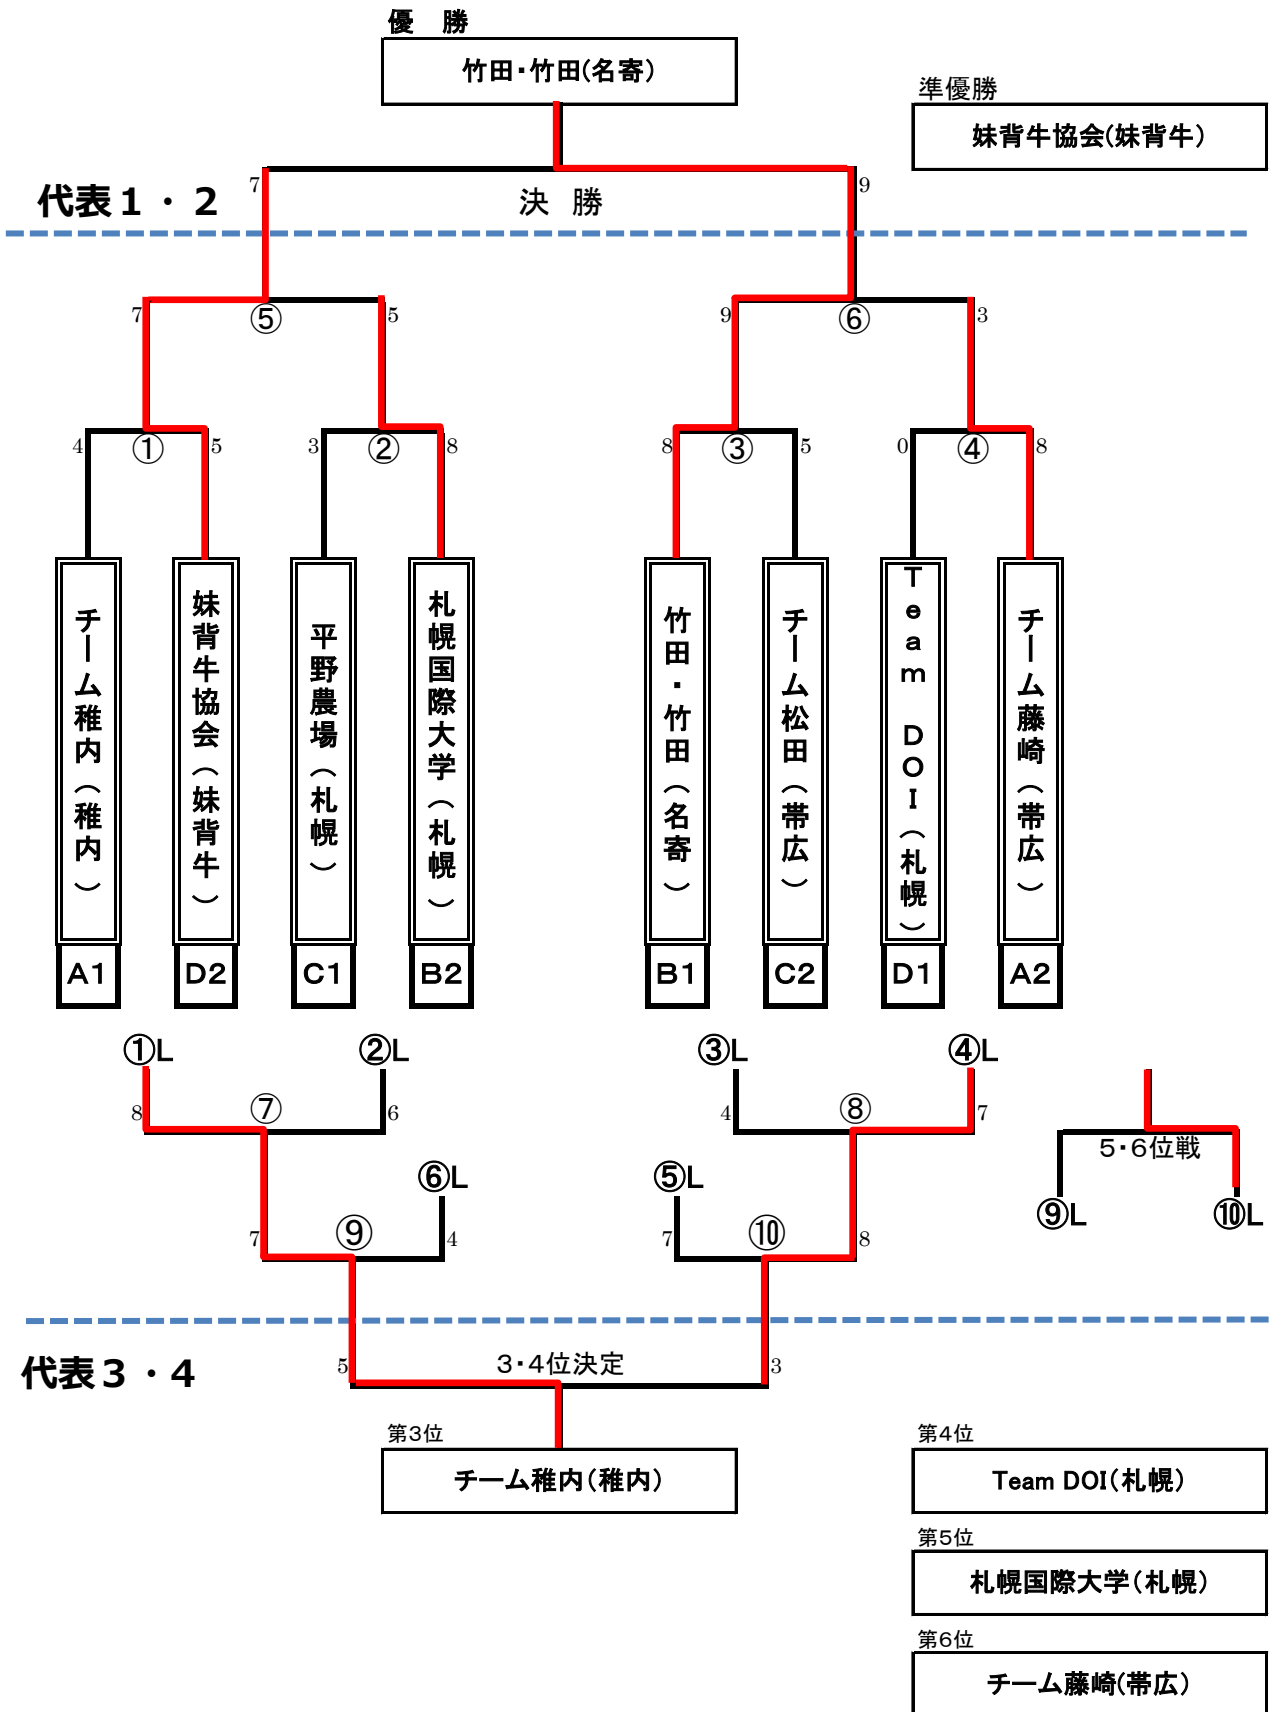 優　勝
竹田・竹田(名寄)
準優勝
妹背牛協会(妹背牛)
7
9
代表１・２
決　勝
7
⑤
5
9
⑥
3
4
①
5
3
②
8
8
③
5
0
④
8
チーム稚内（稚内）
妹背牛協会（妹背牛）
平野農場（札幌）
札幌国際大学（札幌）
竹田・竹田（名寄）
チーム松田（帯広）
Ｔｅａｍ　ＤＯＩ（札幌）
チーム藤崎（帯広）
A1
D2
C1
B2
B1
C2
D1
A2
①L
②L
③L
④L
8
⑦
6
4
⑧
7
5・6位戦
⑥L
⑤L
⑨L
⑩L
7
⑨
4
7
⑩
8
代表３・４
5
3・4位決定
3
第3位
チーム稚内（稚内）
第4位
Team DOI（札幌）
第5位
札幌国際大学（札幌）
第6位
チーム藤崎(帯広）